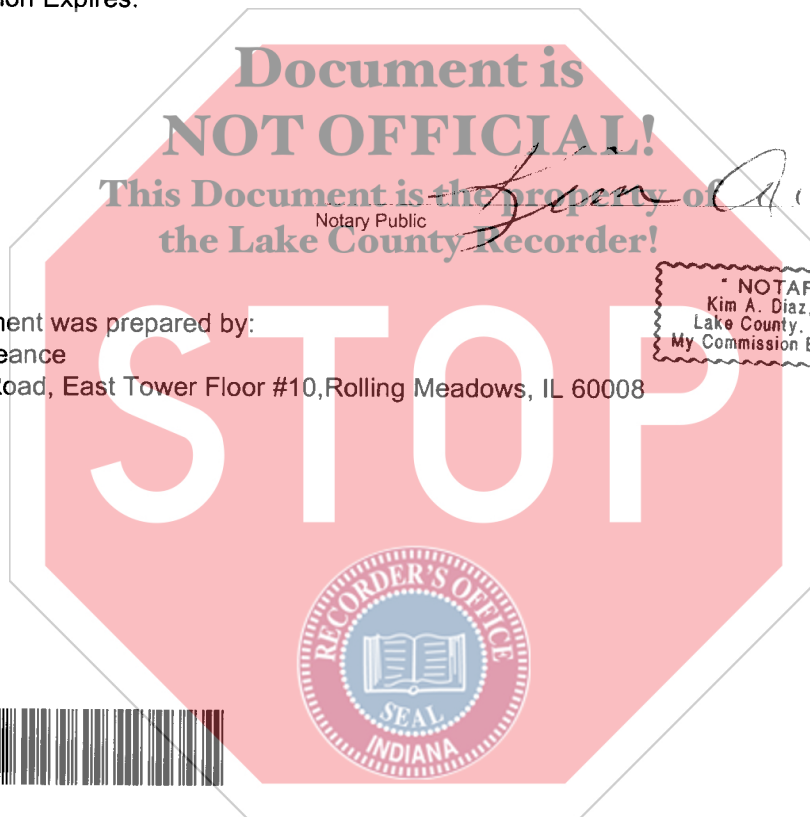 on Expires:
Document is
NOT OFFICIAL!
This Document is the property of
Notary Public
the Lake County Recorder!
" NOTAR
Kim A. Diaz,
Lake County.
My Commission E
ment was prepared by:
eance
Road, East Tower Floor #10,Rolling Meadows, IL 60008
STOP
RECORDER'S OFFICE
SEAL
INDIANA